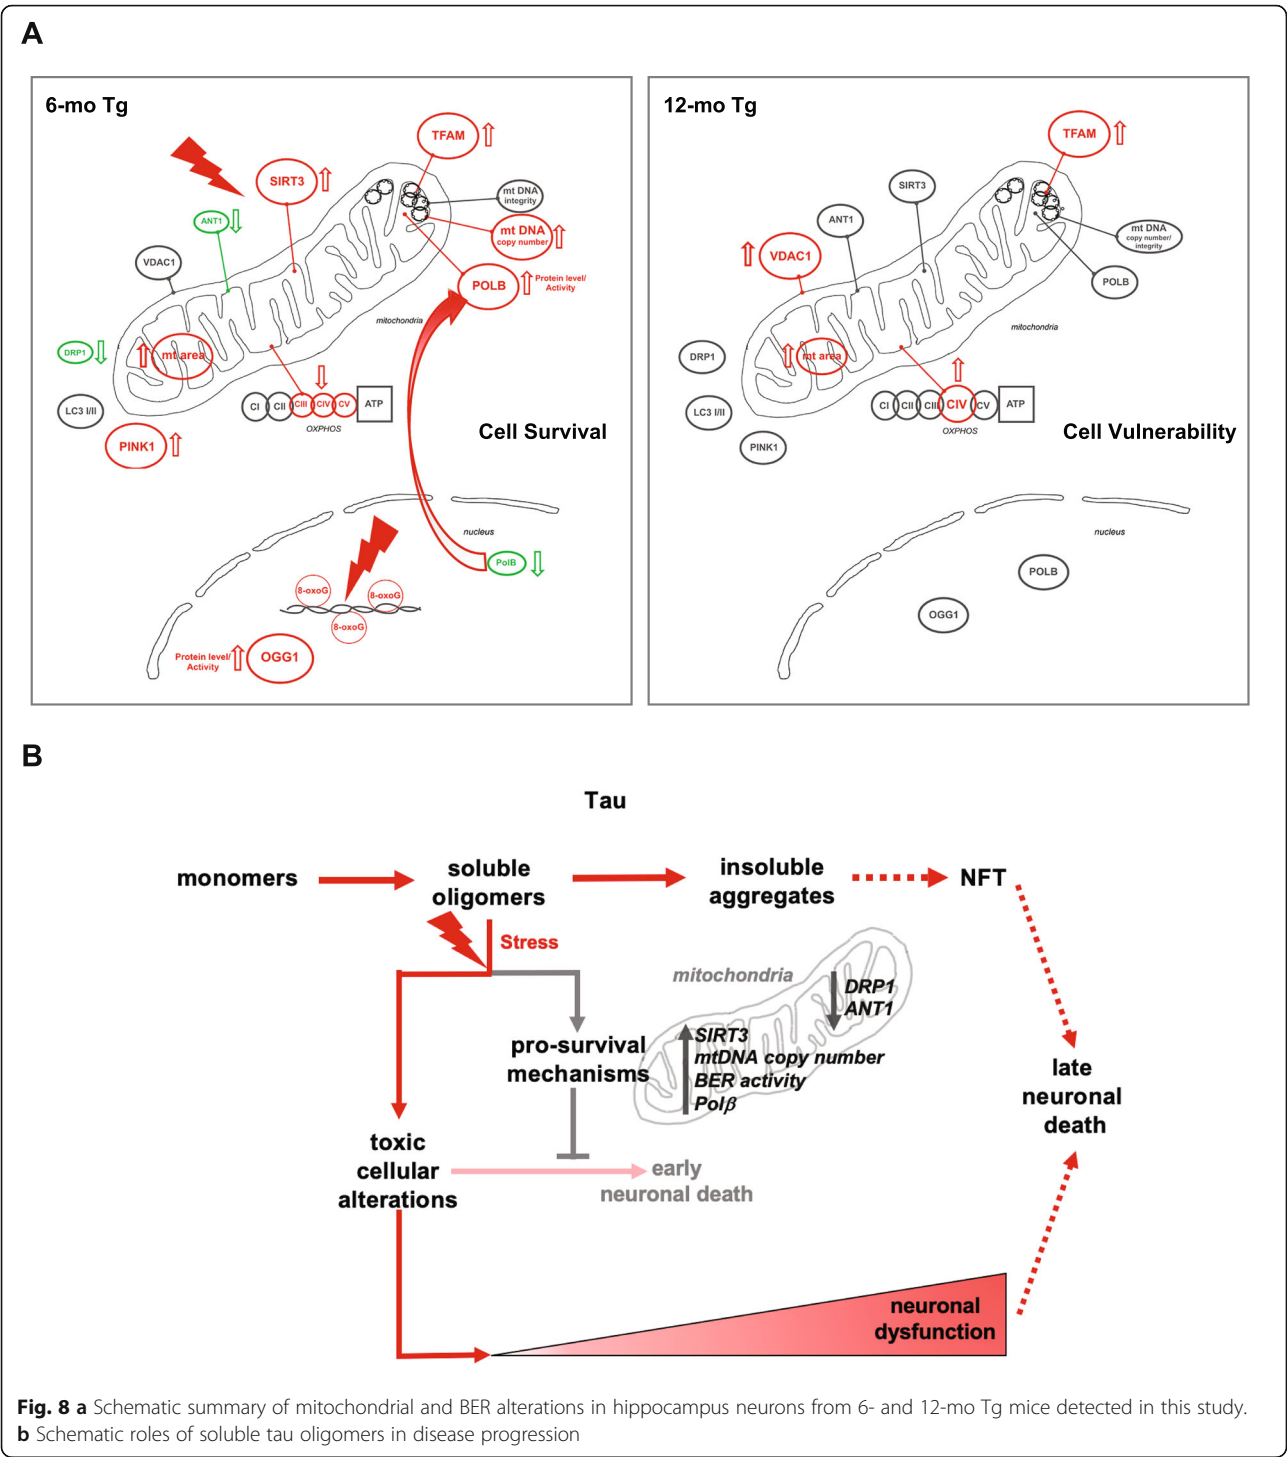 A
6-mo Tg
TFAM
SIRT3
mt DNA
integrity
ANT1
mt DNA
copy number
VDAC1
POLB
Protein level/
Activity
mitochondria
DRP1
mt area
CI
CII
CIII
CIV
CV
ATP
LC3 I/II
OXPHOS
Cell Survival
PINK1
nucleus
PolB
8-oxoG
8-oxoG
8-oxoG
Protein level/
Activity
OGG1
12-mo Tg
TFAM
SIRT3
ANT1
mt DNA
copy number/
integrity
VDAC1
POLB
mitochondria
DRP1
mt area
CI
CII
CIII
CIV
CV
ATP
LC3 I/II
OXPHOS
Cell Vulnerability
PINK1
nucleus
POLB
OGG1
B
Tau
monomers
soluble
oligomers
insoluble
aggregates
NFT
Stress
mitochondria
DRP1
ANT1
pro-survival
mechanisms
SIRT3
mtDNA copy number
BER activity
Polβ
late
neuronal
death
toxic
cellular
alterations
early
neuronal death
neuronal
dysfunction
Fig. 8 a Schematic summary of mitochondrial and BER alterations in hippocampus neurons from 6- and 12-mo Tg mice detected in this study.
b Schematic roles of soluble tau oligomers in disease progression